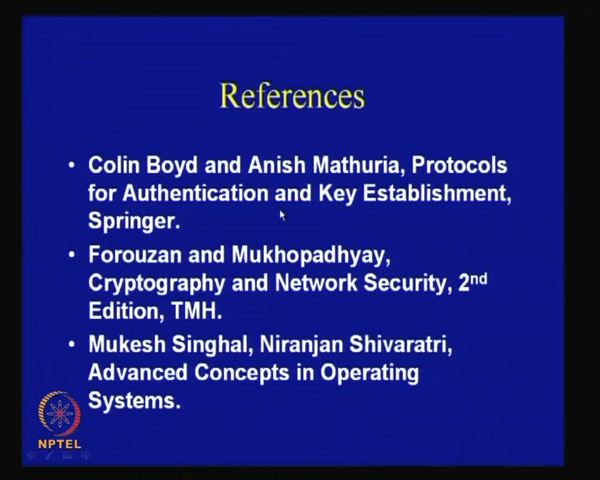 References
• Colin Boyd and Anish Mathuria, Protocols
for Authentication and Key Establishment,
Springer.
• Forouzan and Mukhopadhyay,
Cryptography and Network Security, 2nd
Edition, TMH.
• Mukesh Singhal, Niranjan Shivaratri,
Advanced Concepts in Operating
Systems.
NPTEL